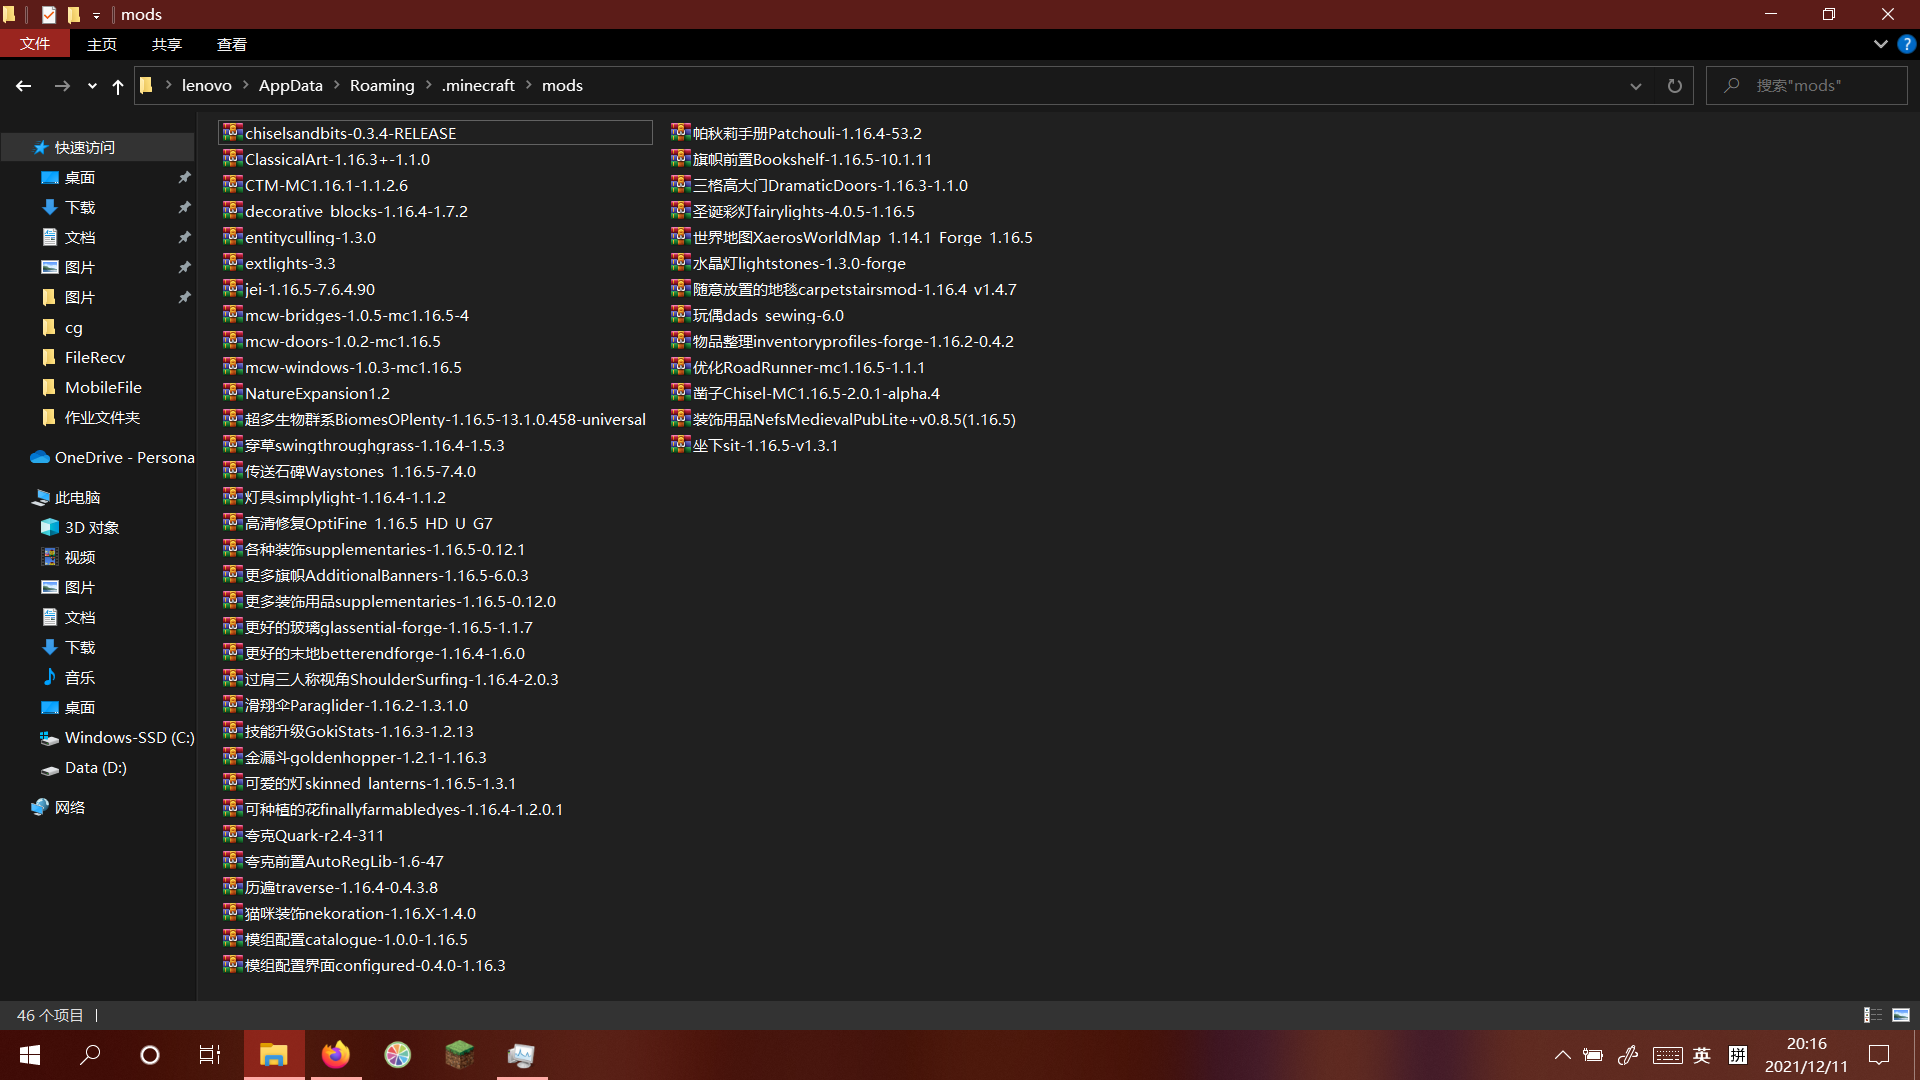 mods
文件
主页
共享
查看
lenovo
AppData
Roaming
.minecraft
mods
搜索"mods"
快速访问
桌面
下载
文档
图片
图片
cg
FileRecv
MobileFile
作业文件夹
OneDrive - Persona
此电脑
3D 对象
视频
图片
文档
下载
音乐
桌面
Windows-SSD (C:)
Data (D:)
网络
chiselsandbits-0.3.4-RELEASE
ClassicalArt-1.16.3+-1.1.0
CTM-MC1.16.1-1.1.2.6
decorative_blocks-1.16.4-1.7.2
entityculling-1.3.0
extlights-3.3
jei-1.16.5-7.6.4.90
mcw-bridges-1.0.5-mc1.16.5-4
mcw-doors-1.0.2-mc1.16.5
mcw-windows-1.0.3-mc1.16.5
NatureExpansion1.2
超多生物群系BiomesOPlenty-1.16.5-13.1.0.458-universal
穿草swingthroughgrass-1.16.4-1.5.3
传送石碑Waystones_1.16.5-7.4.0
灯具simplylight-1.16.4-1.1.2
高清修复OptiFine_1.16.5_HD_U_G7
各种装饰supplementaries-1.16.5-0.12.1
更多旗帜AdditionalBanners-1.16.5-6.0.3
更多装饰用品supplementaries-1.16.5-0.12.0
更好的玻璃glassential-forge-1.16.5-1.1.7
更好的末地betterendforge-1.16.4-1.6.0
过肩三人称视角ShoulderSurfing-1.16.4-2.0.3
滑翔伞Paraglider-1.16.2-1.3.1.0
技能升级GokiStats-1.16.3-1.2.13
金漏斗goldenhopper-1.2.1-1.16.3
可爱的灯skinned_lanterns-1.16.5-1.3.1
可种植的花finallyfarmabledyes-1.16.4-1.2.0.1
夸克Quark-r2.4-311
夸克前置AutoRegLib-1.6-47
历遍traverse-1.16.4-0.4.3.8
猫咪装饰nekoration-1.16.X-1.4.0
模组配置catalogue-1.0.0-1.16.5
模组配置界面configured-0.4.0-1.16.3
帕秋莉手册Patchouli-1.16.4-53.2
旗帜前置Bookshelf-1.16.5-10.1.11
三格高大门DramaticDoors-1.16.3-1.1.0
圣诞彩灯fairylights-4.0.5-1.16.5
世界地图XaerosWorldMap_1.14.1_Forge_1.16.5
水晶灯lightstones-1.3.0-forge
随意放置的地毯carpetstairsmod-1.16.4_v1.4.7
玩偶dads_sewing-6.0
物品整理inventoryprofiles-forge-1.16.2-0.4.2
优化RoadRunner-mc1.16.5-1.1.1
凿子Chisel-MC1.16.5-2.0.1-alpha.4
装饰用品NefsMedievalPubLite+v0.8.5(1.16.5)
坐下sit-1.16.5-v1.3.1
46 个项目
英
拼
20:16
2021/12/11